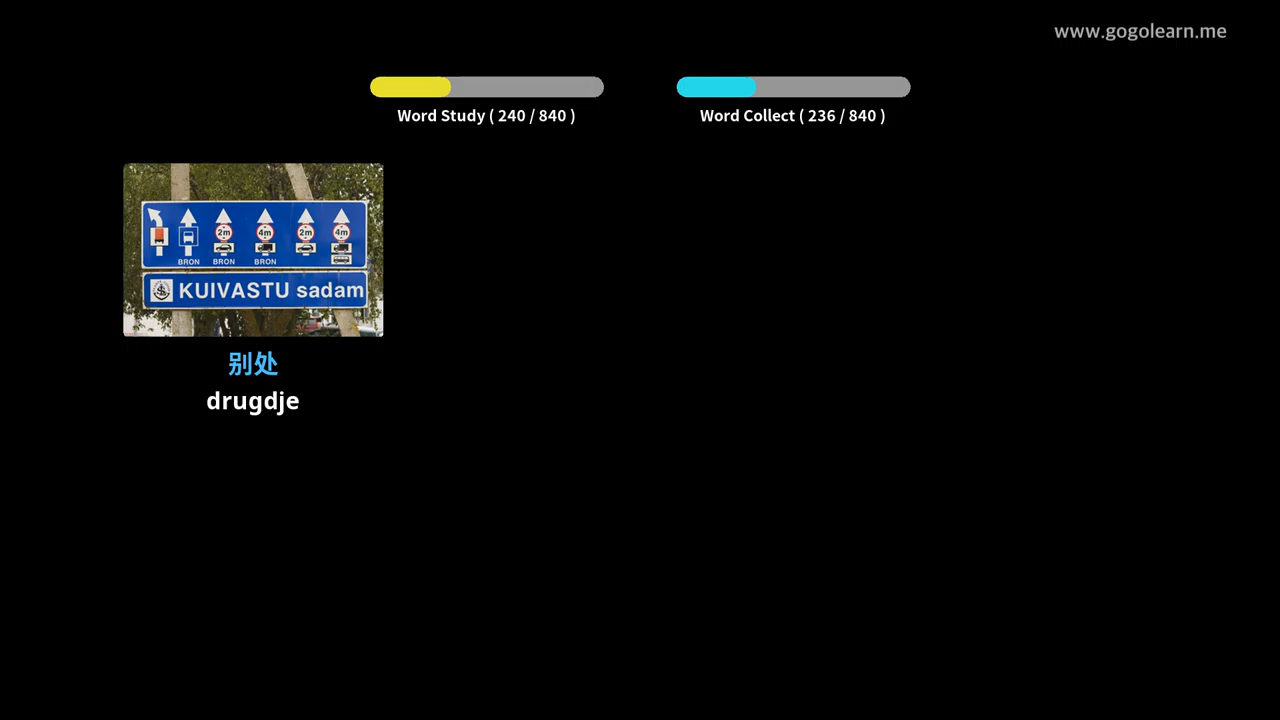 www.gogolearn.me
Word Study ( 240 / 840 )
Word Collect ( 236 / 840 )
2m 4m 2m 4m
BRON BRON BRON
KUIVASTU sadam
别处
drugdje